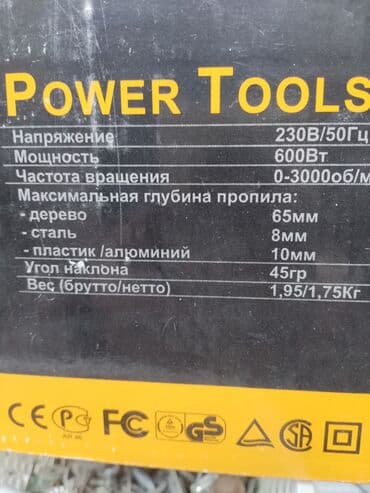 POWER TOOLS
Напряжение 230В/50Гц
Мощность 600Вт
Частота вращения 0-3000об/м
Максимальная глубина пропила:
- дерево 65мм
- сталь 8мм
- пластик /алюминий 10мм
Угол наклона 45гр
Вес (брутто/нетто) 1,95/1,75Кг
CE FC GS